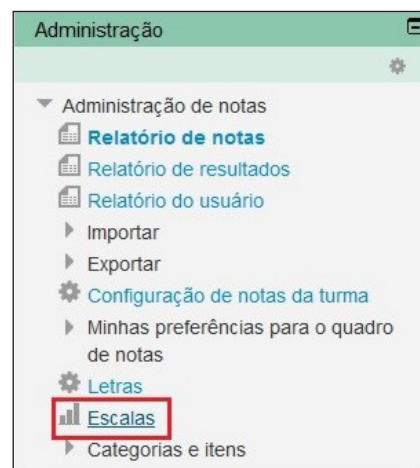 Administração
Administração de notas
Relatório de notas
Relatório de resultados
Relatório do usuário
Importar
Exportar
Configuração de notas da turma
Minhas preferências para o quadro
de notas
Letras
Escalas
Categorias e itens